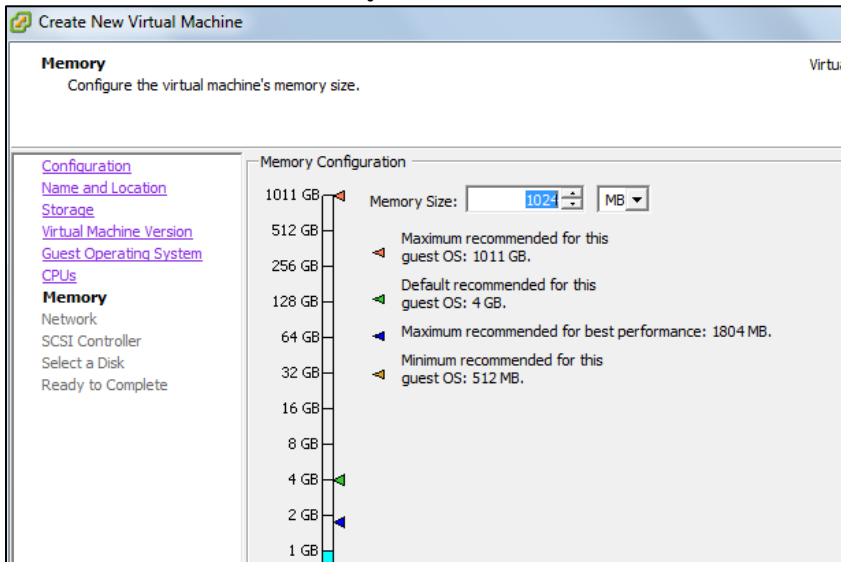 Create New Virtual Machine
Memory
Configure the virtual machine's memory size.
Virtua
Configuration
Name and Location
Storage
Virtual Machine Version
Guest Operating System
CPUs
Memory
Network
SCSI Controller
Select a Disk
Ready to Complete
Memory Configuration
1011 GB
512 GB
256 GB
128 GB
64 GB
32 GB
16 GB
8 GB
4 GB
2 GB
1 GB
Memory Size: 1024 MB
Maximum recommended for this
guest OS: 1011 GB.
Default recommended for this
guest OS: 4 GB.
Maximum recommended for best performance: 1804 MB.
Minimum recommended for this
guest OS: 512 MB.